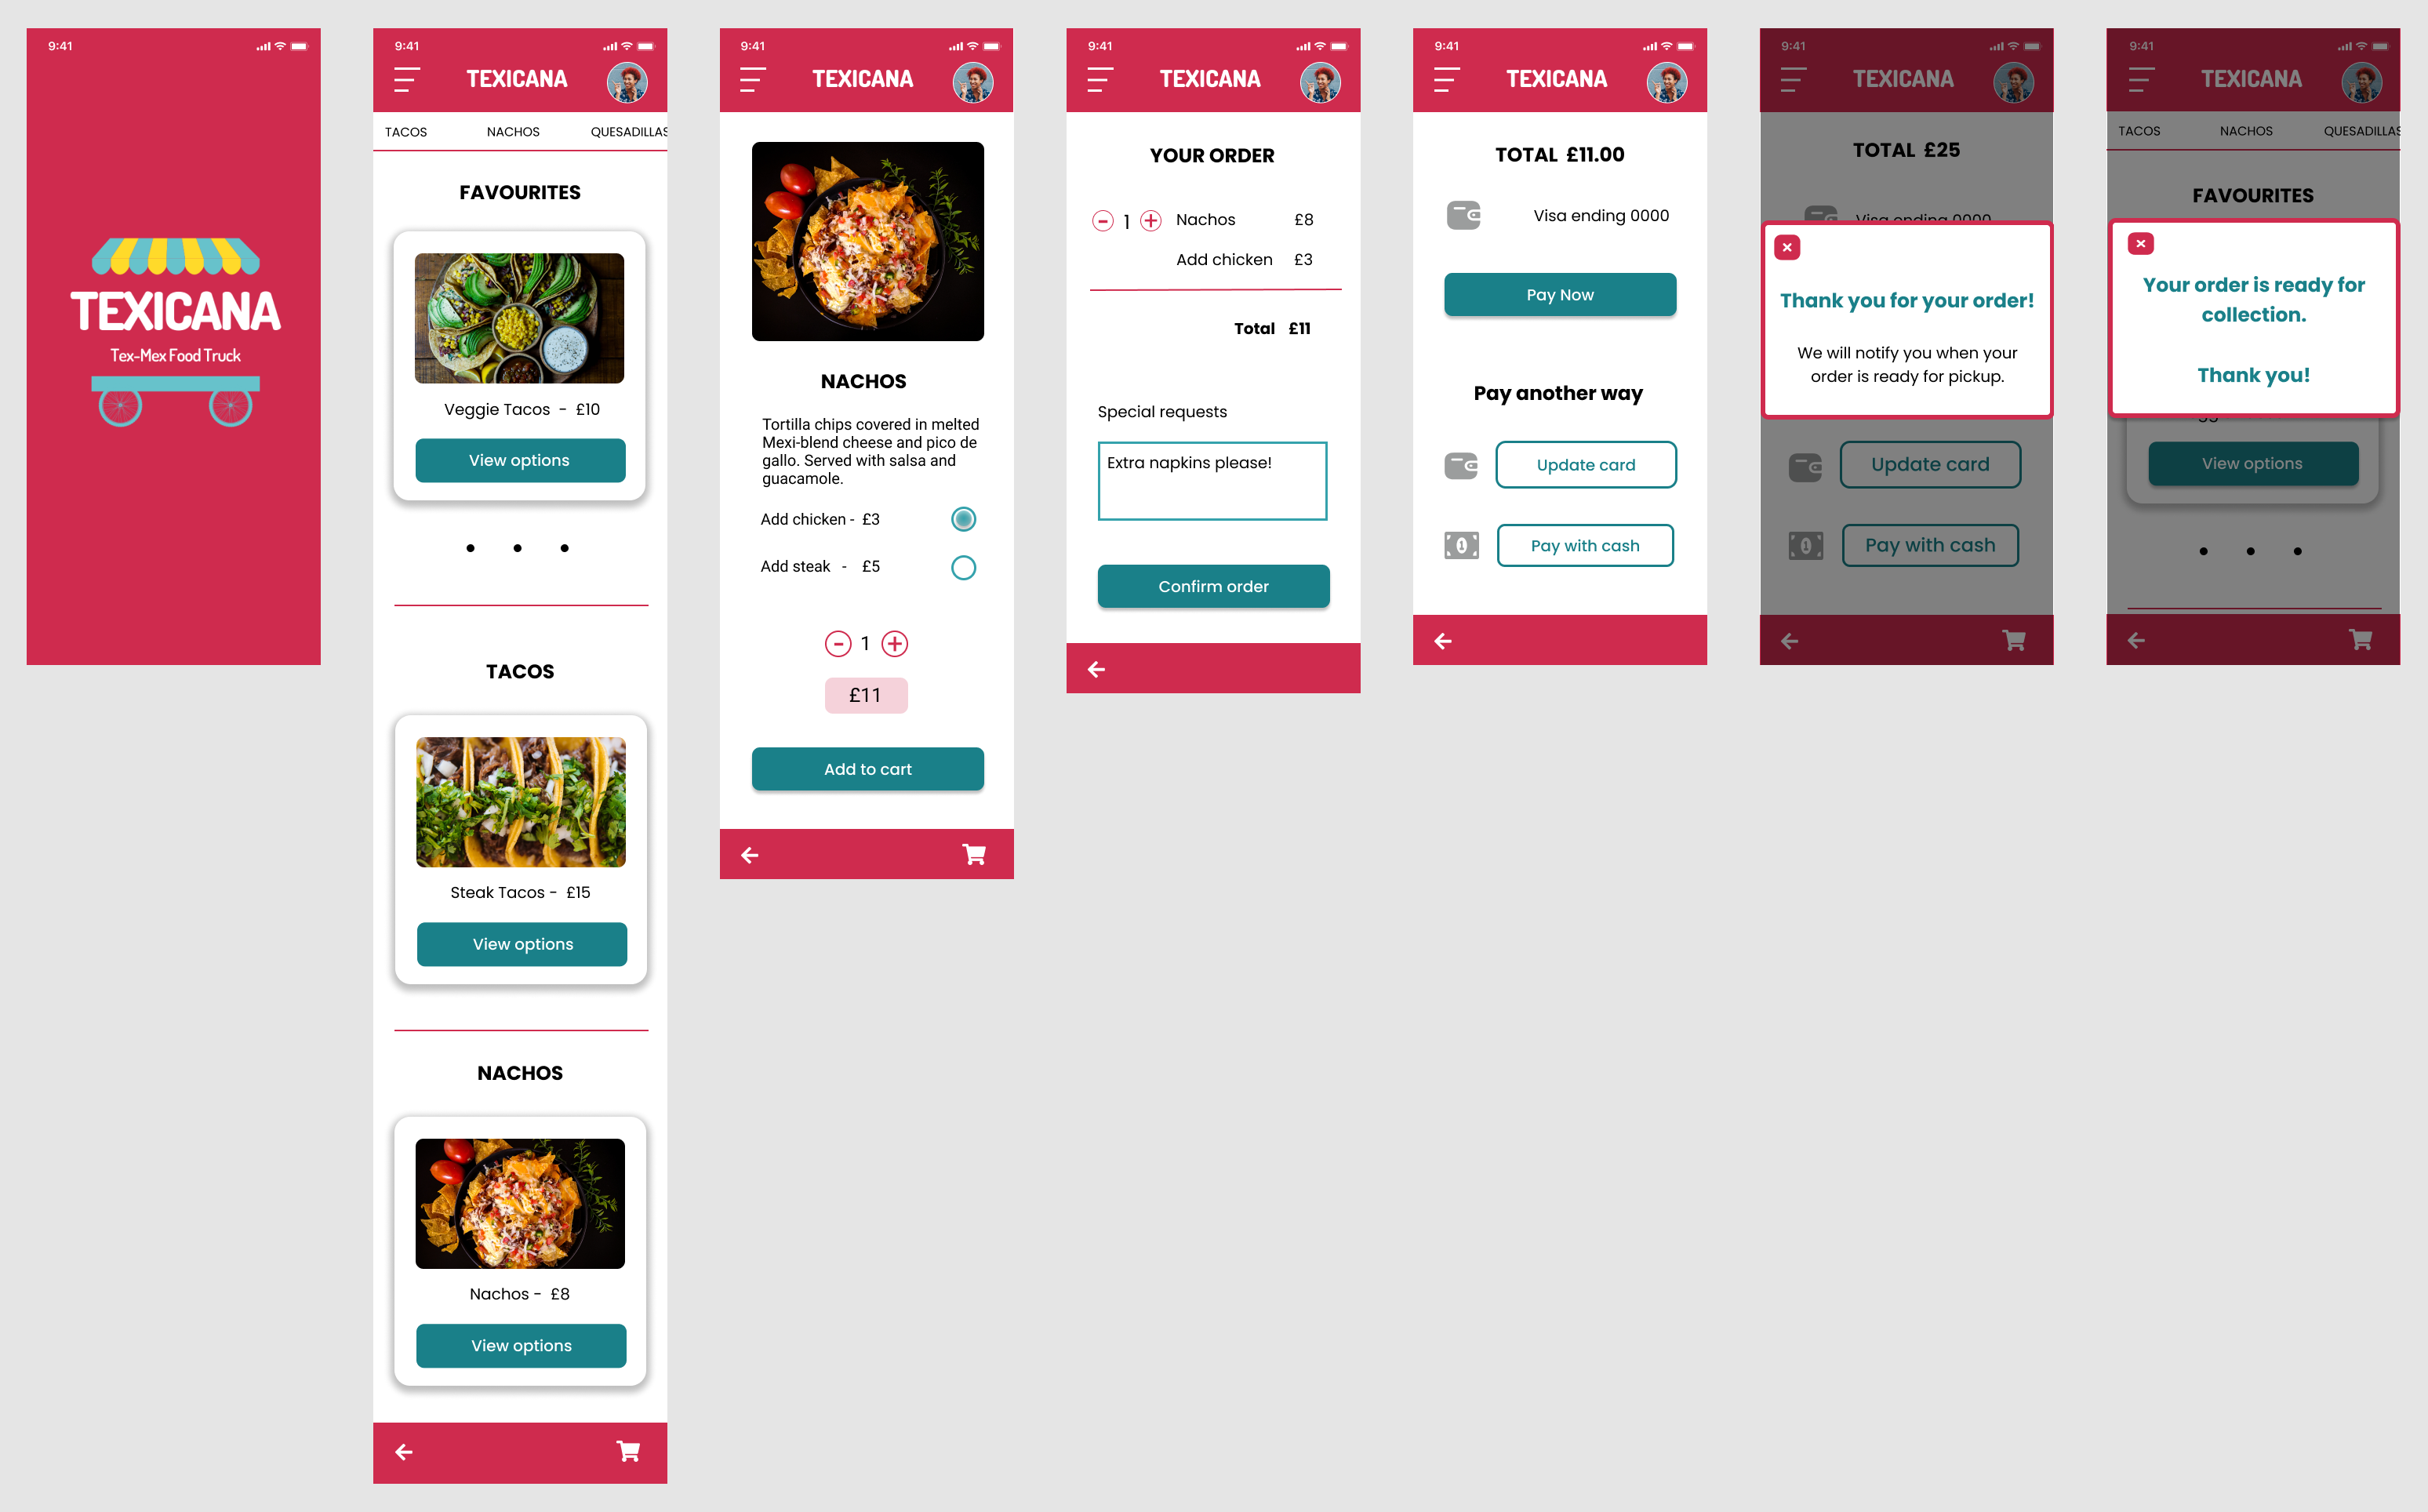 9:41
TEXICANA
Tex-Mex Food Truck
9:41
TEXICANA
TACOS NACHOS QUESADILLAS
FAVOURITES
Veggie Tacos - £10
View options
TACOS
Steak Tacos - £15
View options
NACHOS
Nachos - £8
View options
9:41
TEXICANA
NACHOS
Tortilla chips covered in melted
Mexi-blend cheese and pico de
gallo. Served with salsa and
guacamole.
Add chicken - £3
Add steak - £5
1
£11
Add to cart
9:41
TEXICANA
YOUR ORDER
1 Nachos £8
Add chicken £3
Total £11
Special requests
Extra napkins please!
Confirm order
9:41
TEXICANA
TOTAL £11.00
Visa ending 0000
Pay Now
Pay another way
Update card
1 Pay with cash
9:41
TEXICANA
TOTAL £25
Visa ending 0000
Thank you for your order!
We will notify you when your
order is ready for pickup.
Update card
1 Pay with cash
9:41
TEXICANA
TACOS NACHOS QUESADILLAS
FAVOURITES
Your order is ready for
collection.
Thank you!
View options